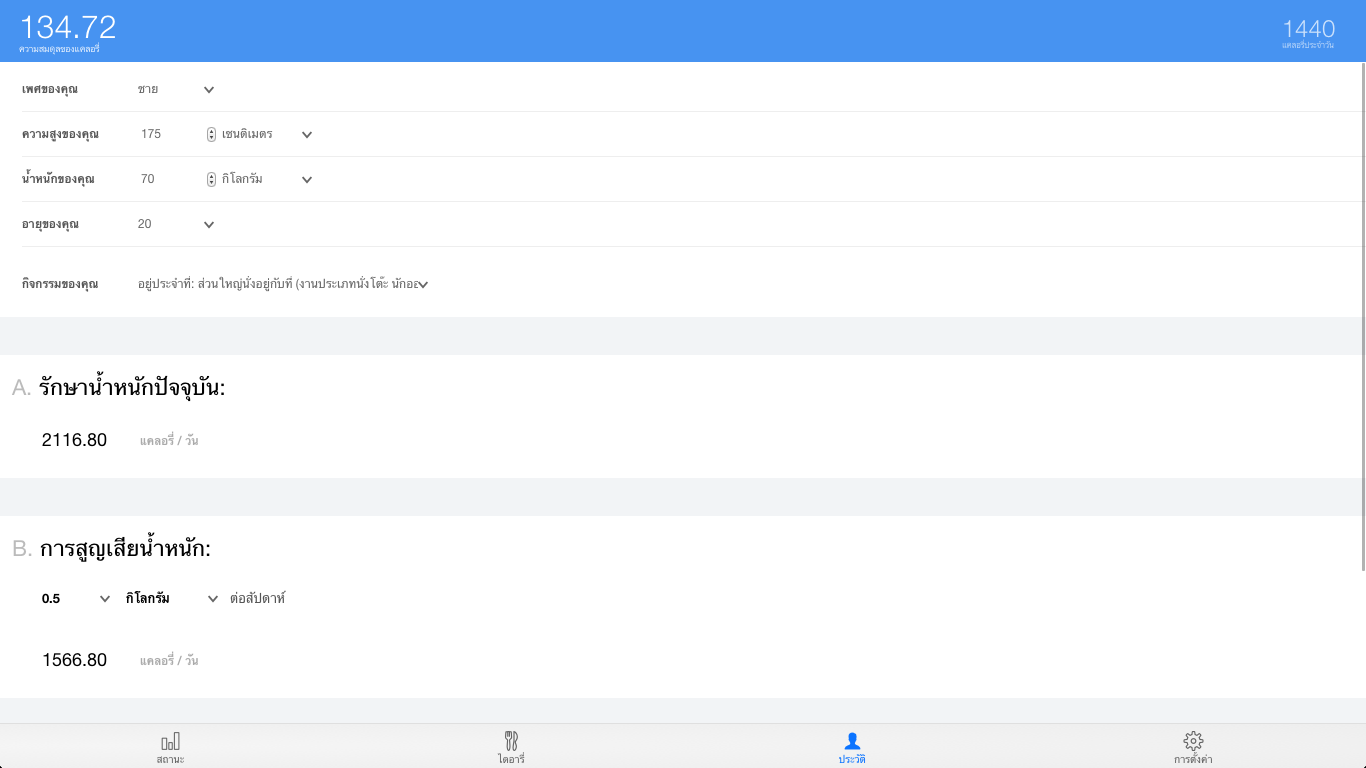 134.72
ความสมดุลของแคลอรี่
1440
แคลอรี่ประจำวัน
เพศของคุณ ชาย
ความสูงของคุณ 175 เซนติเมตร
น้ำหนักของคุณ 70 กิโลกรัม
อายุของคุณ 20
กิจกรรมของคุณ อยู่ประจำที่: ส่วนใหญ่นั่งอยู่กับที่ (งานประเภทนั่งโต๊ะ นักอ
A. รักษาน้ำหนักปัจจุบัน:
2116.80 แคลอรี่ / วัน
B. การสูญเสียน้ำหนัก:
0.5 กิโลกรัม ต่อสัปดาห์
1566.80 แคลอรี่ / วัน
สถานะ ไดอารี่ ประวัติ การตั้งค่า